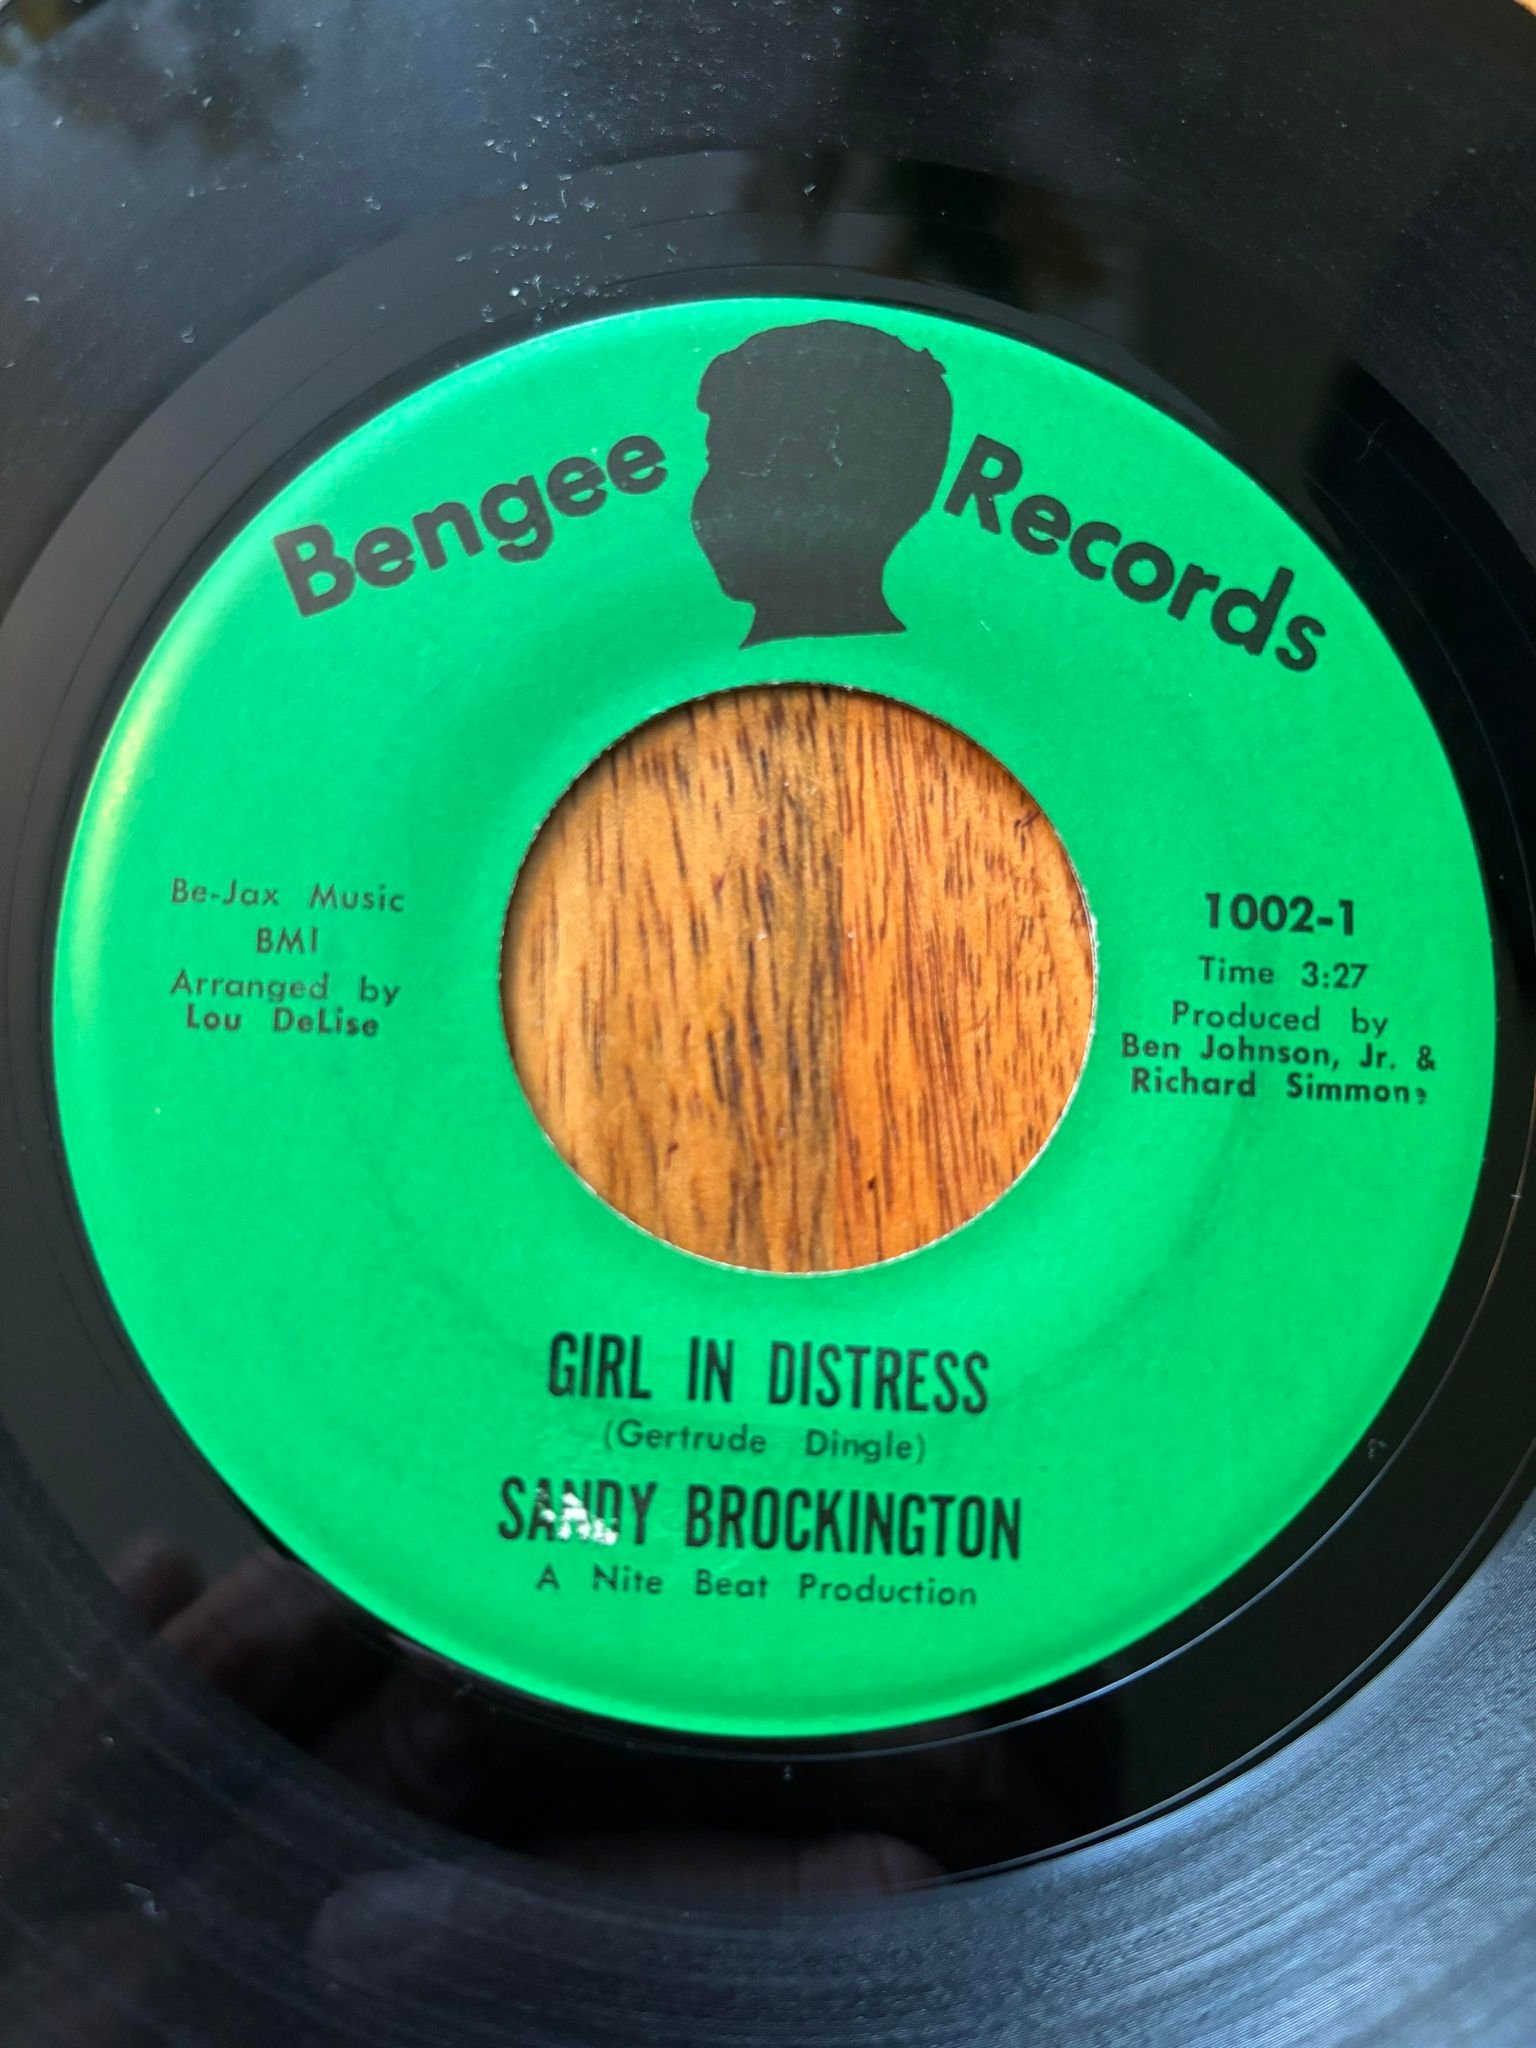 Bengee Records
Be-Jax Music
BMI
Arranged by
Lou DeLise
1002-1
Time 3:27
Produced by
Ben Johnson, Jr. &
Richard Simmons
GIRL IN DISTRESS
(Gertrude Dingle)
SANDY BROCKINGTON
A Nite Beat Production